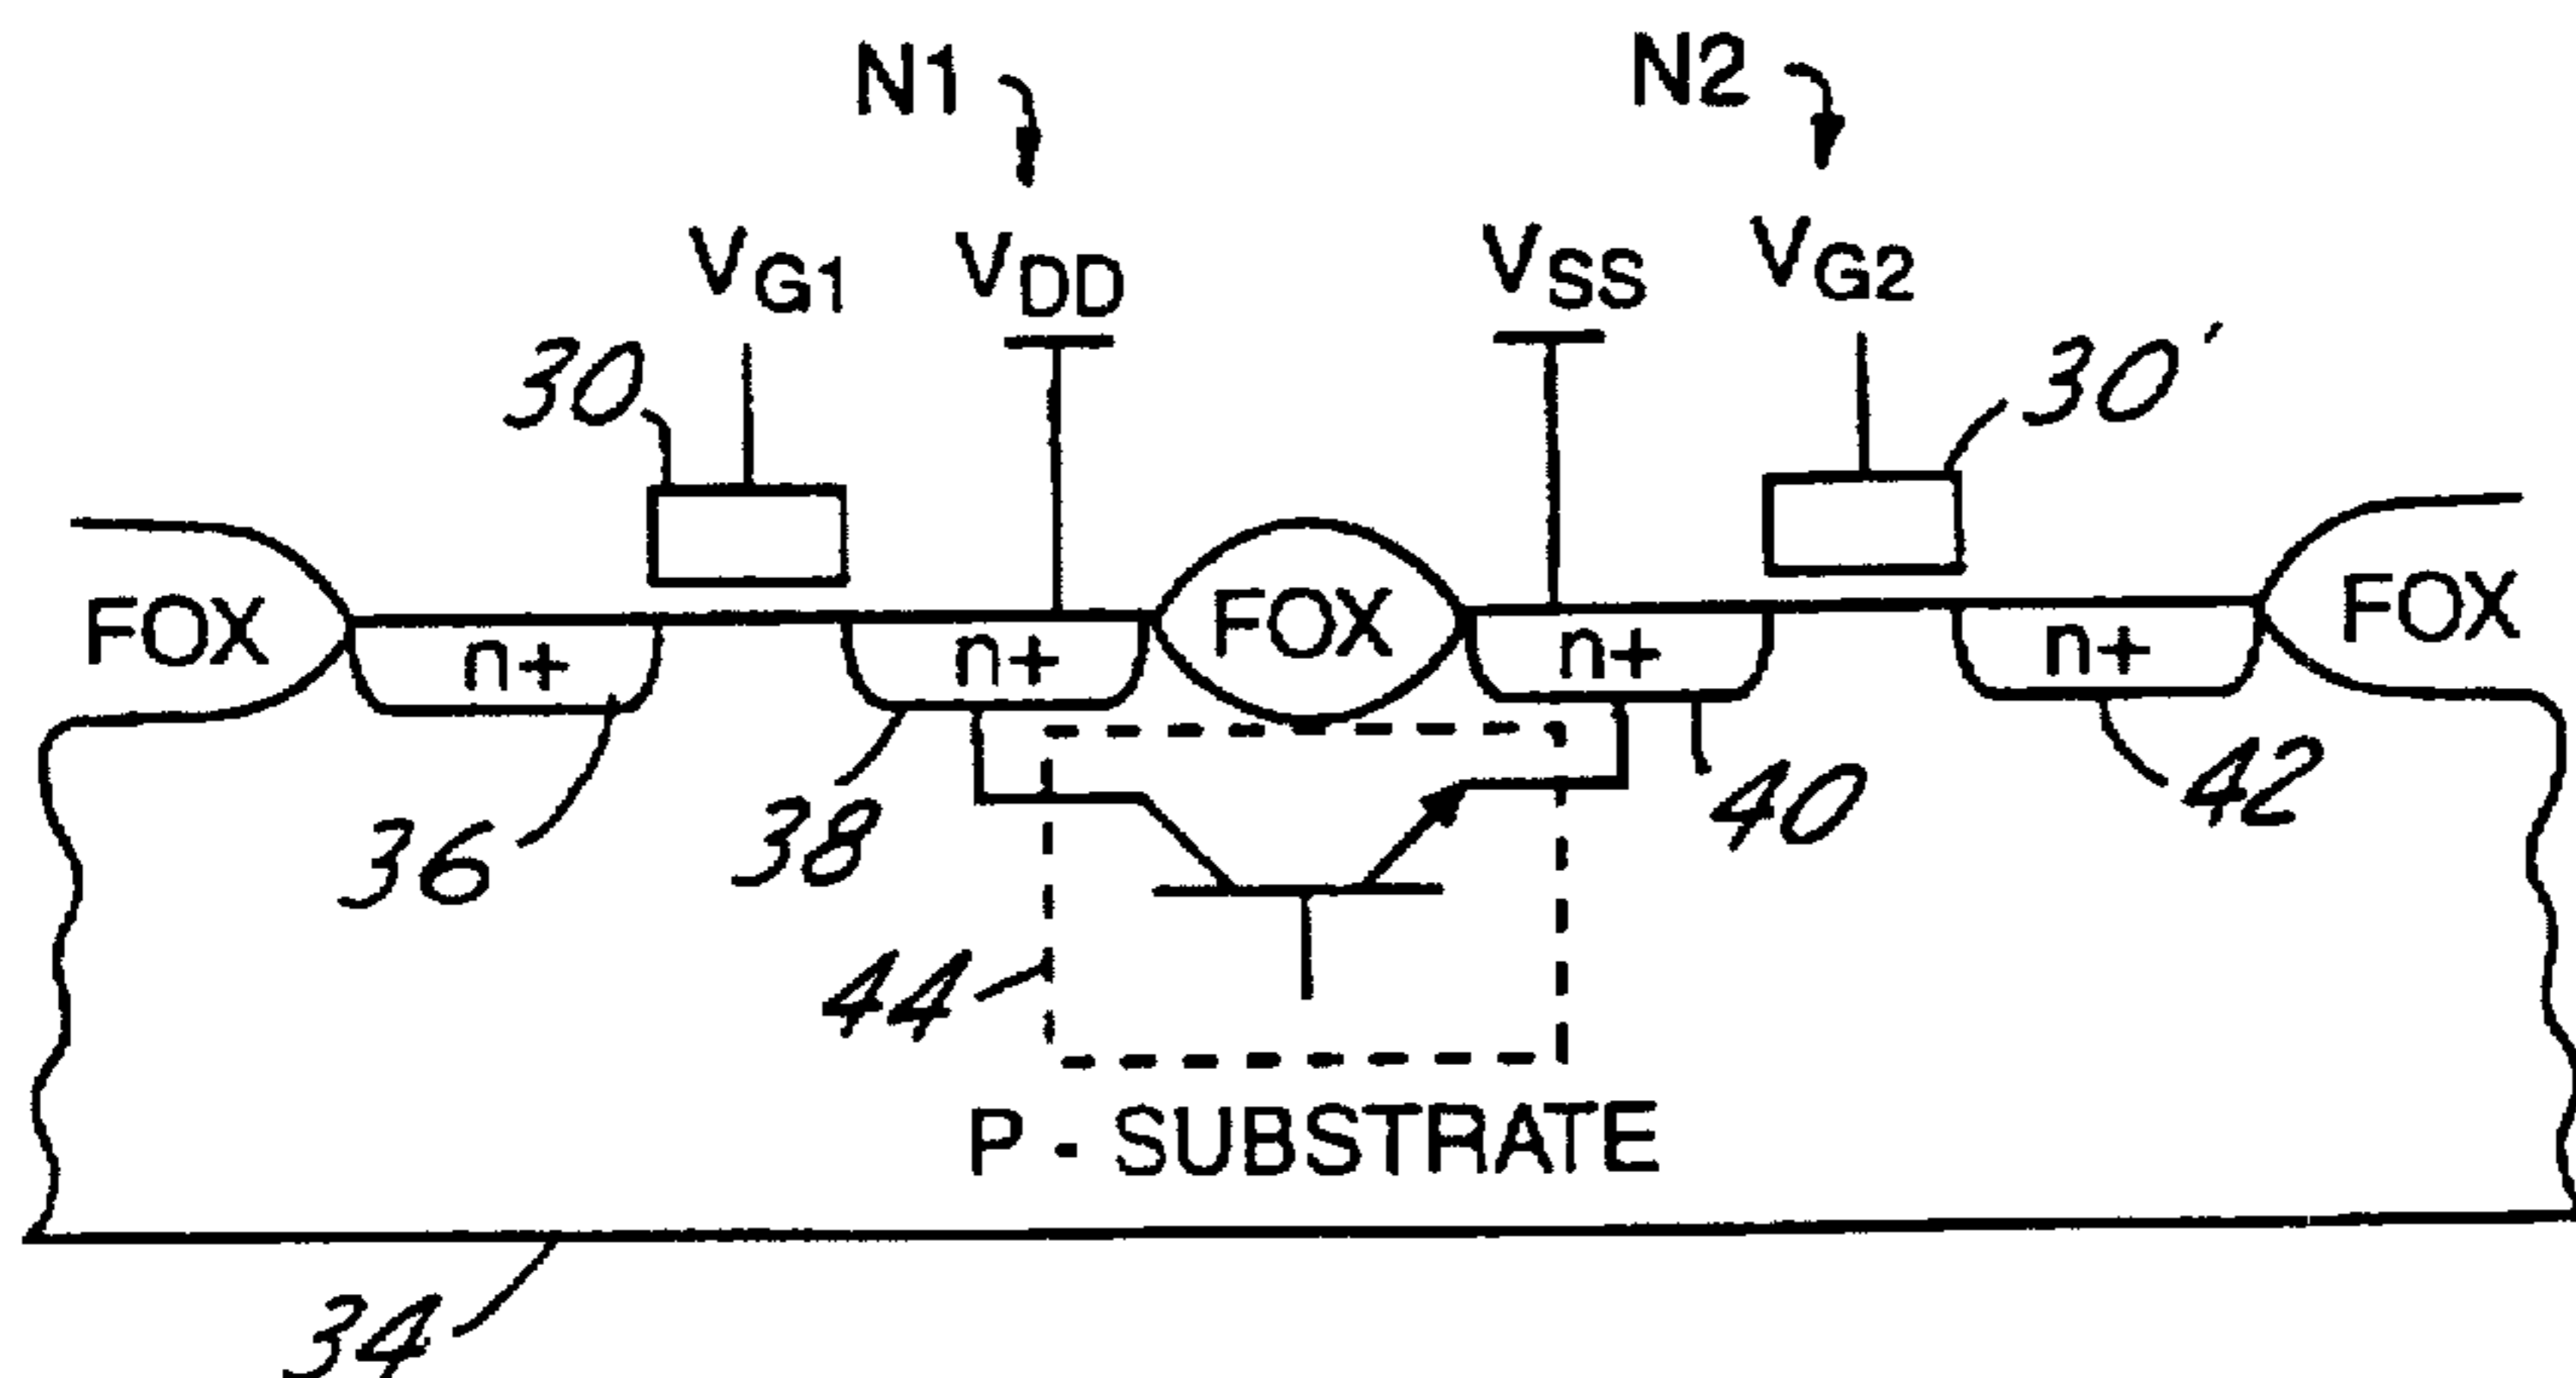 N1 N2
VG1 VDD VSS VG2
30 30'
FOX n+ n+ FOX n+ n+ FOX
36 38 40 42
44
P - SUBSTRATE
34